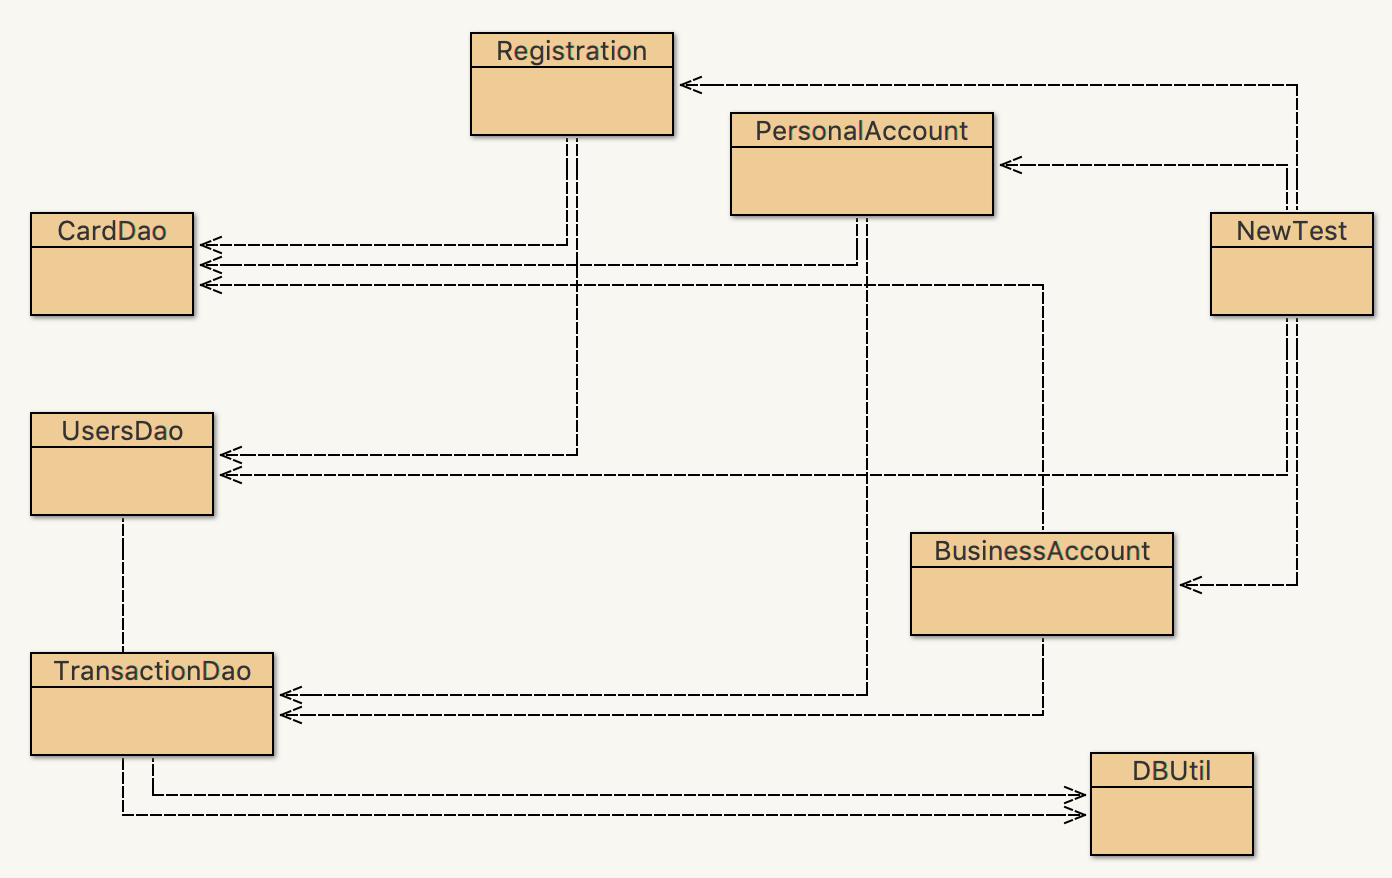 Registration
PersonalAccount
CardDao
NewTest
UsersDao
BusinessAccount
TransactionDao
DBUtil